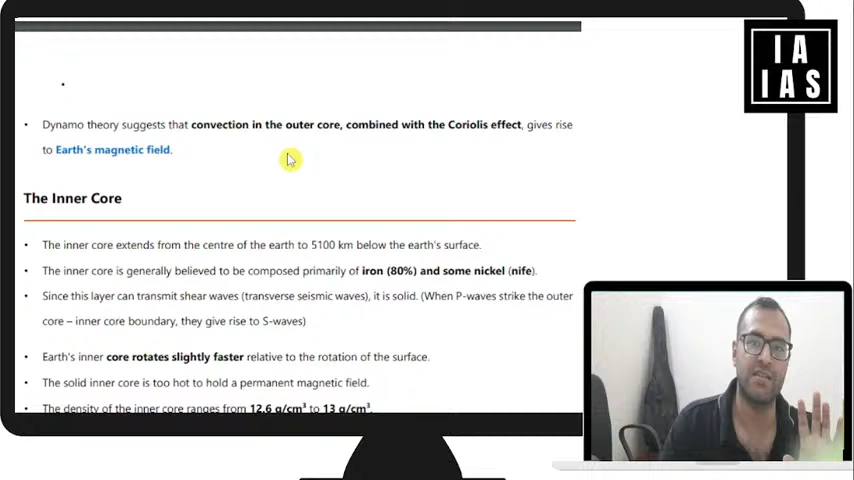 IA
IAS
• Dynamo theory suggests that convection in the outer core, combined with the Coriolis effect, gives rise
to Earth's magnetic field.
The Inner Core
• The inner core extends from the centre of the earth to 5100 km below the earth's surface.
• The inner core is generally believed to be composed primarily of iron (80%) and some nickel (nife).
• Since this layer can transmit shear waves (transverse seismic waves), it is solid. (When P-waves strike the outer
core – inner core boundary, they give rise to S-waves)
• Earth's inner core rotates slightly faster relative to the rotation of the surface.
• The solid inner core is too hot to hold a permanent magnetic field.
• The density of the inner core ranges from 12.6 g/cm³ to 13 g/cm³.